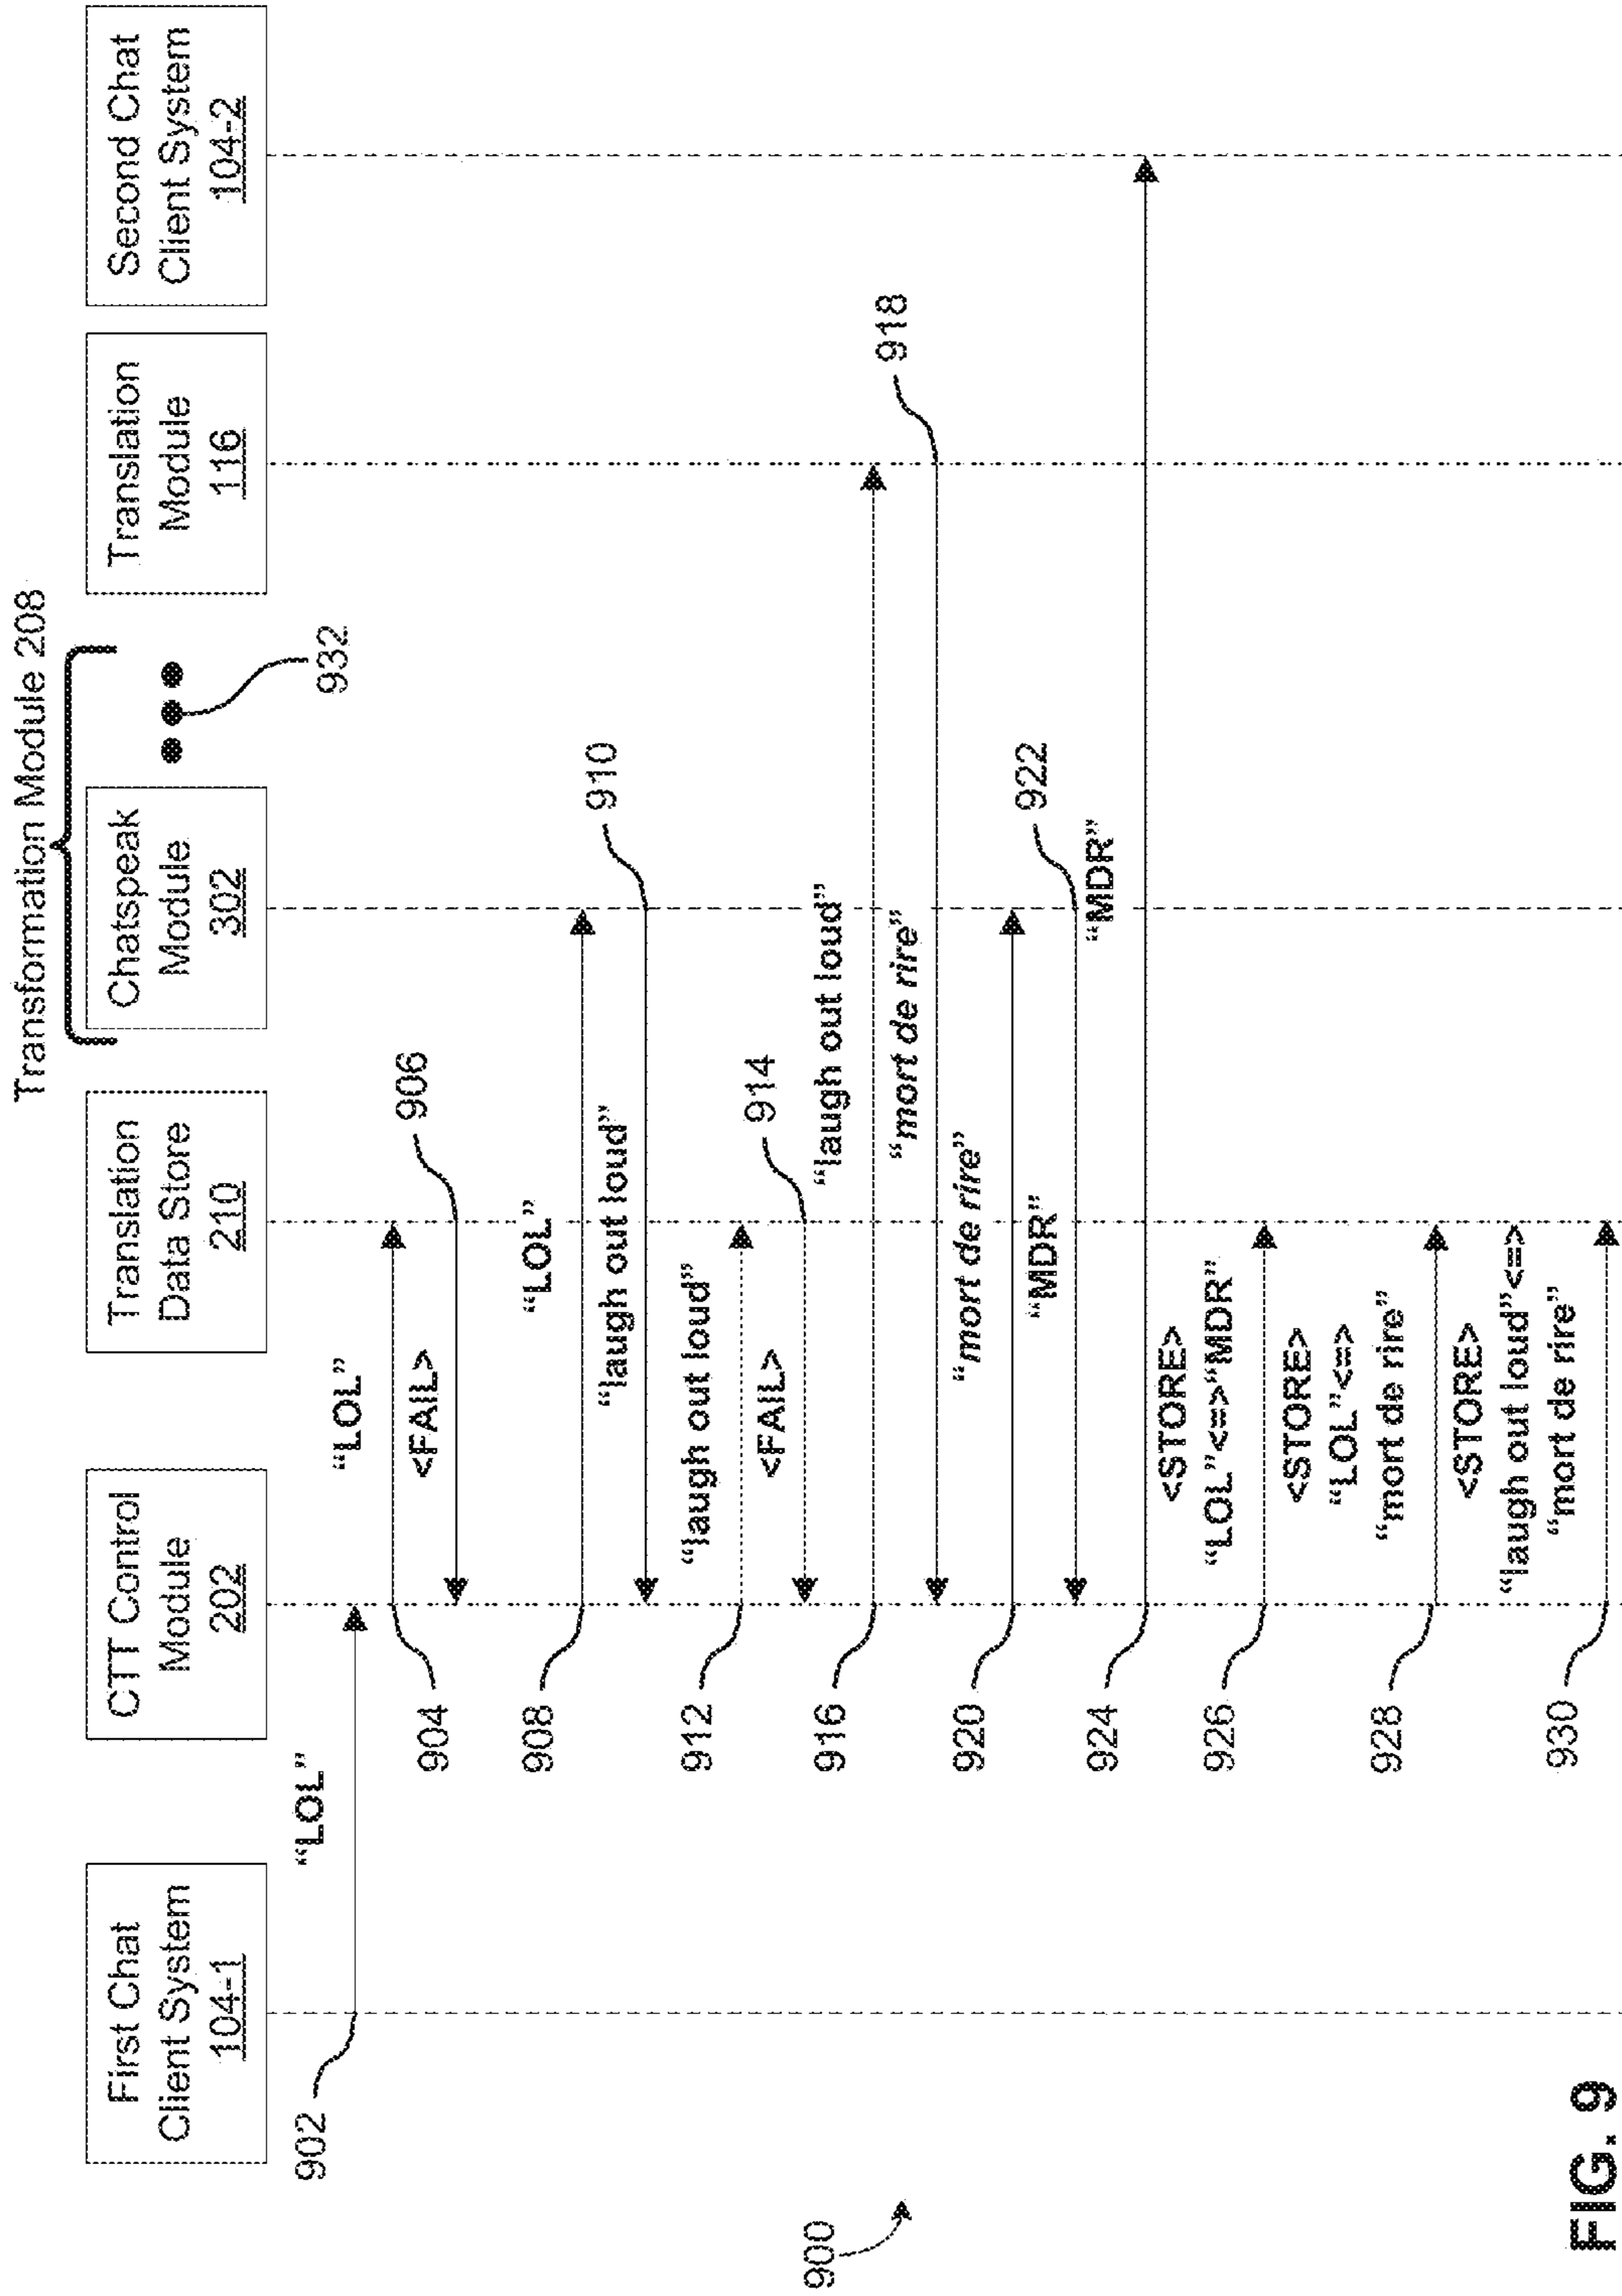 Transformation Module 208
First Chat
Client System
104-1
CTT Control
Module
202
Translation
Data Store
210
Chatspeak
Module
302
932
Translation
Module
116
Second Chat
Client System
104-2
902
“LOL”
“LOL”
904
<FAIL>
906
“LOL”
908
“laugh out loud”
910
“laugh out loud”
912
<FAIL>
914
“laugh out loud”
916
“mort de rire”
918
“mort de rire”
920
“MDR”
922
“MDR”
924
<STORE>
“LOL”<=>“MDR”
926
<STORE>
“LOL”<=>
“mort de rire”
928
<STORE>
“laugh out loud”<=>
“mort de rire”
930
900
FIG. 9